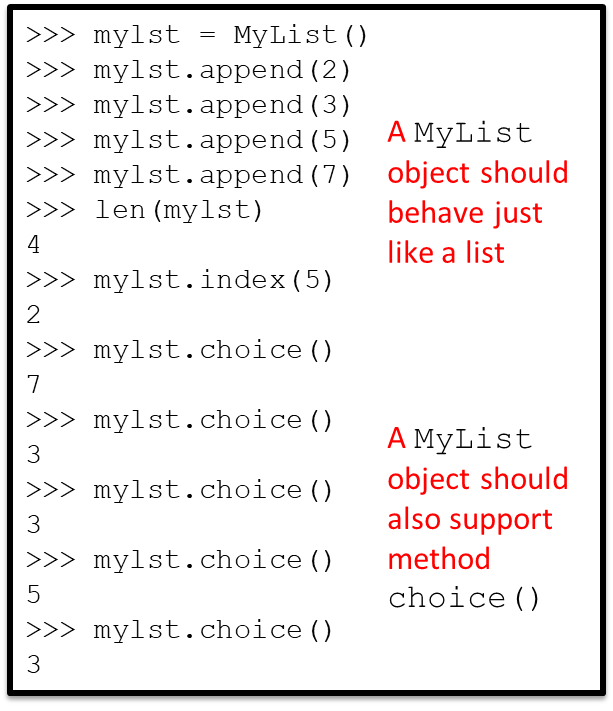 >>> mylst = MyList()
>>> mylst.append(2)
>>> mylst.append(3)
>>> mylst.append(5)
>>> mylst.append(7)
>>> len(mylst)
4
>>> mylst.index(5)
2
>>> mylst.choice()
7
>>> mylst.choice()
3
>>> mylst.choice()
3
>>> mylst.choice()
5
>>> mylst.choice()
3
A MyList
object should
behave just
like a list
A MyList
object should
also support
method
choice()